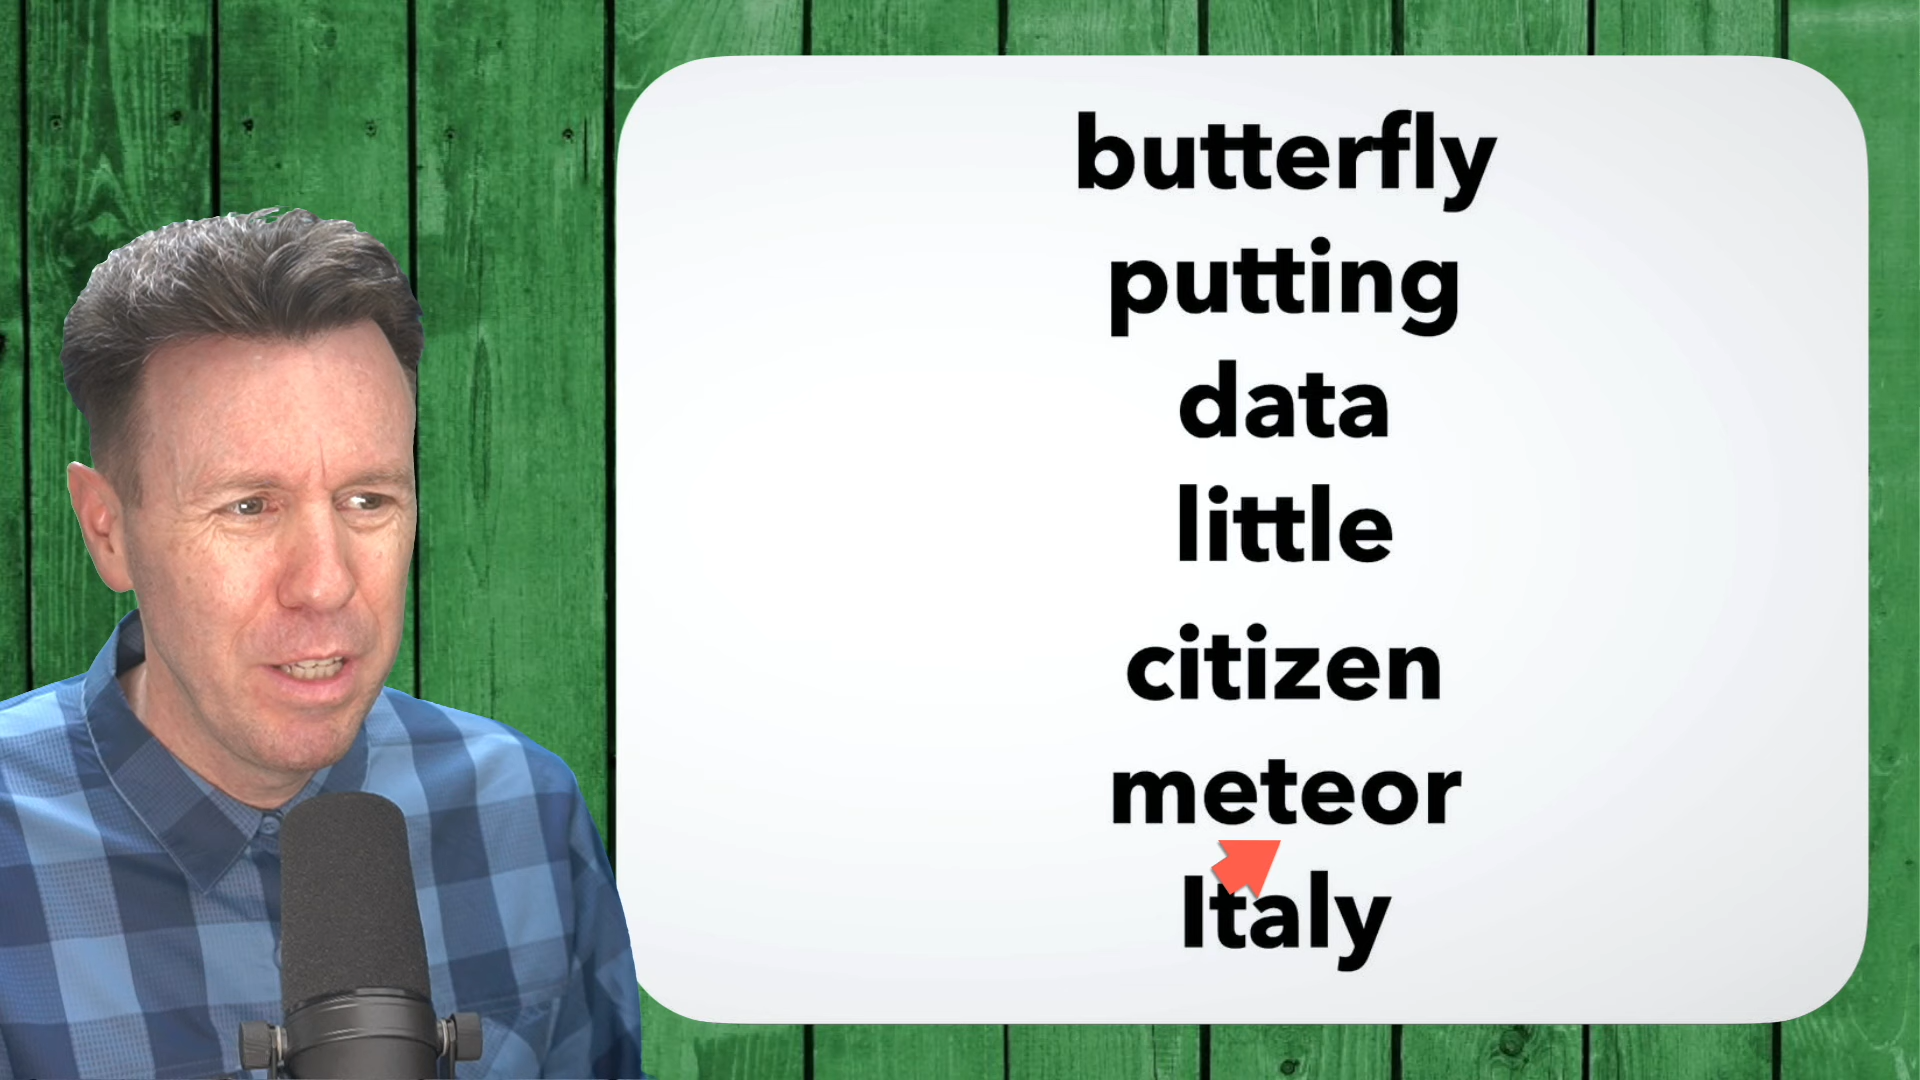 butterfly
putting
data
little
citizen
meteor
Italy